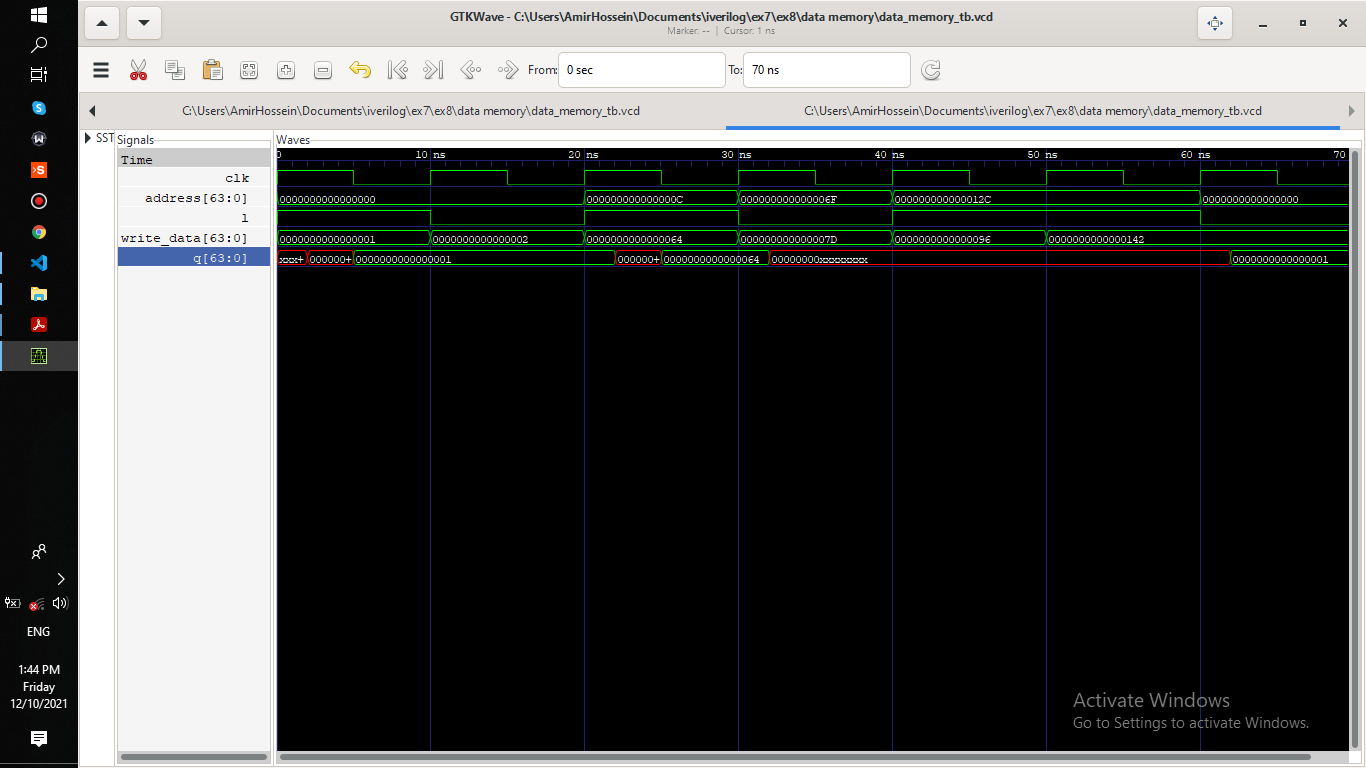 GTKWave - C:\Users\AmirHossein\Documents\iverilog\ex7\ex8\data memory\data_memory_tb.vcd
Marker: -- | Cursor: 1 ns
From: 0 sec To: 70 ns
C:\Users\AmirHossein\Documents\iverilog\ex7\ex8\data memory\data_memory_tb.vcd C:\Users\AmirHossein\Documents\iverilog\ex7\ex8\data memory\data_memory_tb.vcd
SST Signals Waves
Time 0 10 ns 20 ns 30 ns 40 ns 50 ns 60 ns 70
clk
address[63:0] 0000000000000000 000000000000000C 000000000000006F 000000000000012C 0000000000000000
l
write_data[63:0] 0000000000000001 0000000000000002 0000000000000064 000000000000007D 0000000000000096 0000000000000142
q[63:0] xxx+ 000000+ 0000000000000001 000000+ 0000000000000064 00000000xxxxxxxx 0000000000000001
ENG
1:44 PM
Friday
12/10/2021
Activate Windows
Go to Settings to activate Windows.